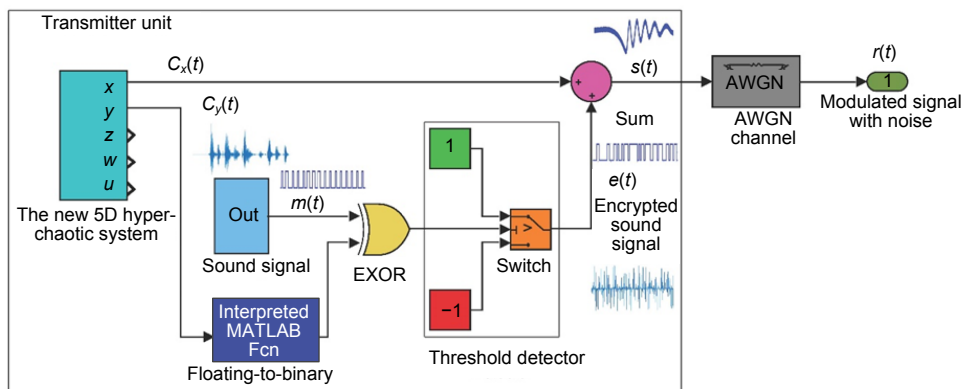 Transmitter unit
x
y
z
w
u
The new 5D hyper-
chaotic system
Cx(t)
Cy(t)
Out
Sound signal
m(t)
EXOR
Interpreted
MATLAB
Fcn
Floating-to-binary
1
−1
>
Switch
Threshold detector
+
+
Sum
s(t)
e(t)
Encrypted
sound
signal
AWGN
AWGN
channel
r(t)
1
Modulated signal
with noise